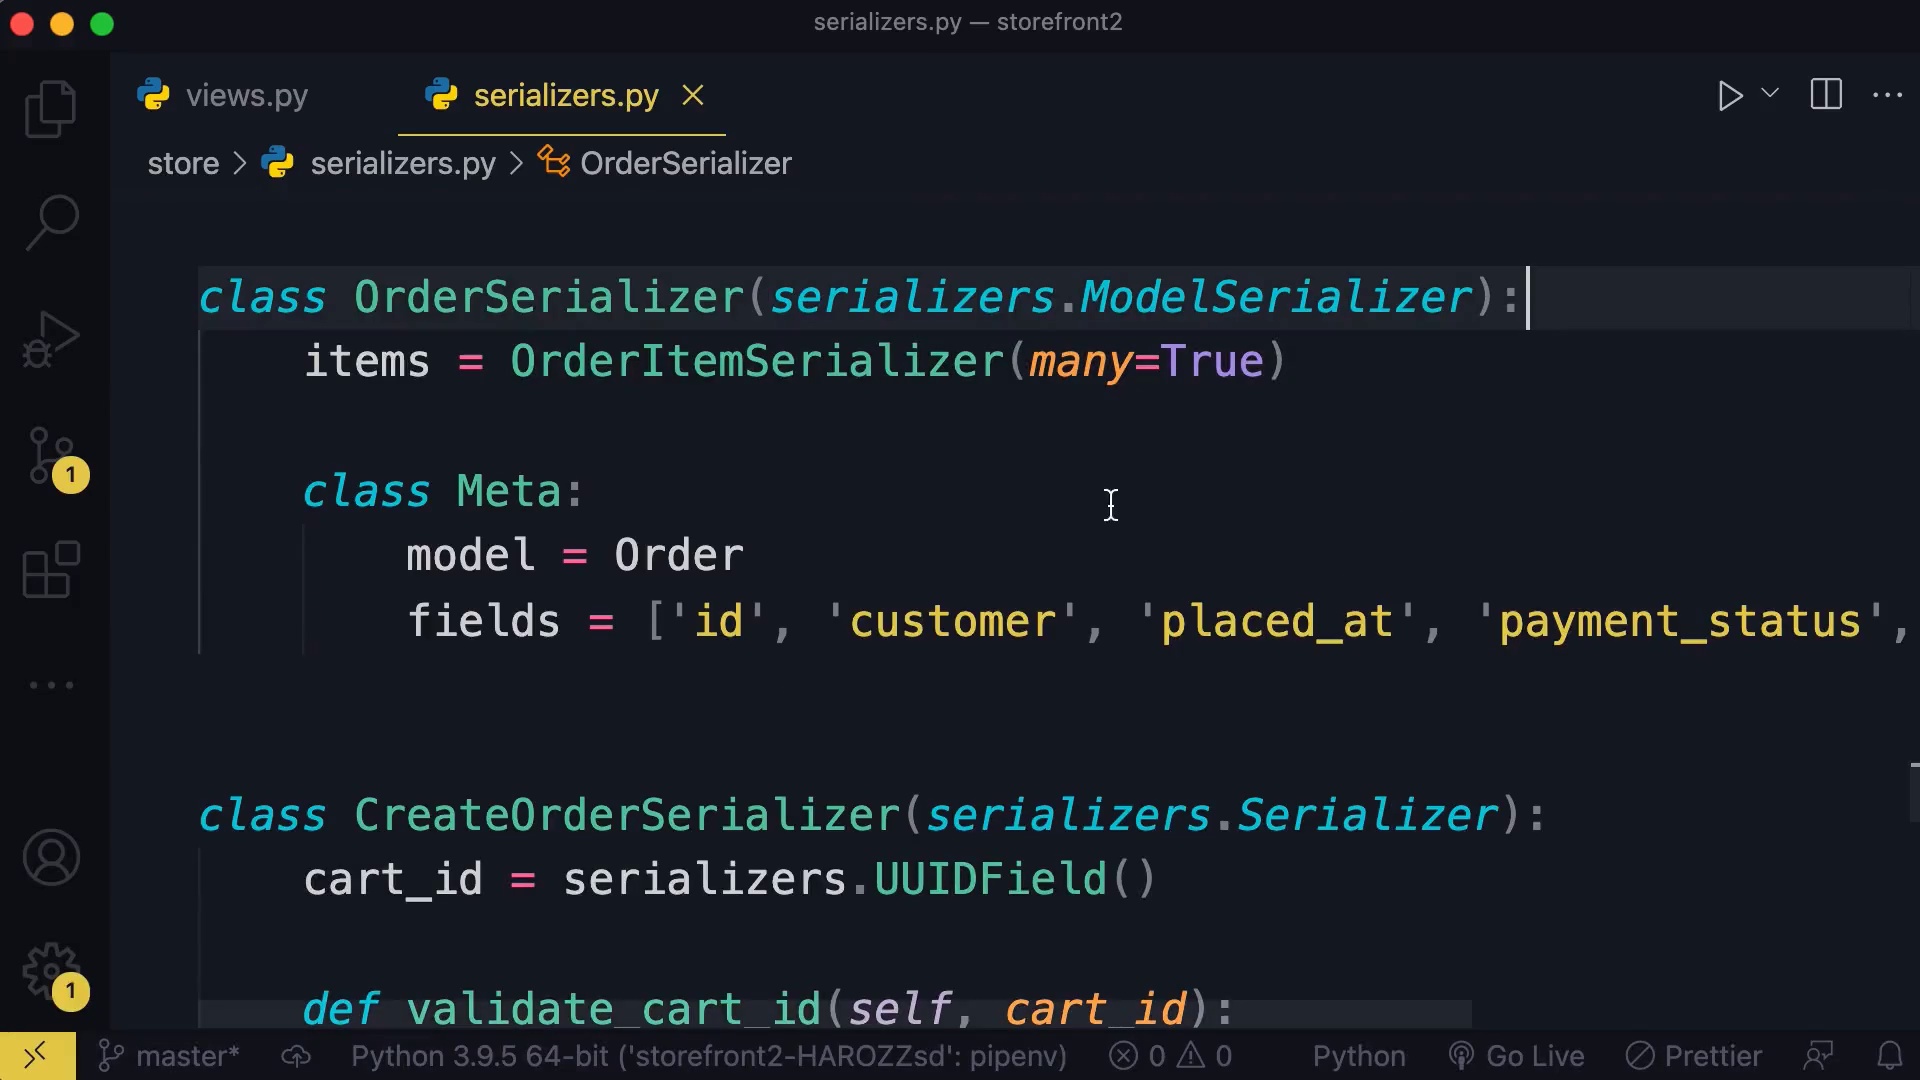 serializers.py — storefront2
views.py
serializers.py
store > serializers.py > OrderSerializer
class OrderSerializer(serializers.ModelSerializer):
items = OrderItemSerializer(many=True)
class Meta:
model = Order
fields = ['id', 'customer', 'placed_at', 'payment_status',
class CreateOrderSerializer(serializers.Serializer):
cart_id = serializers.UUIDField()
def validate_cart_id(self, cart_id):
1
1
master* Python 3.9.5 64-bit ('storefront2-HAROZZsd': pipenv) 0 0 Python Go Live Prettier